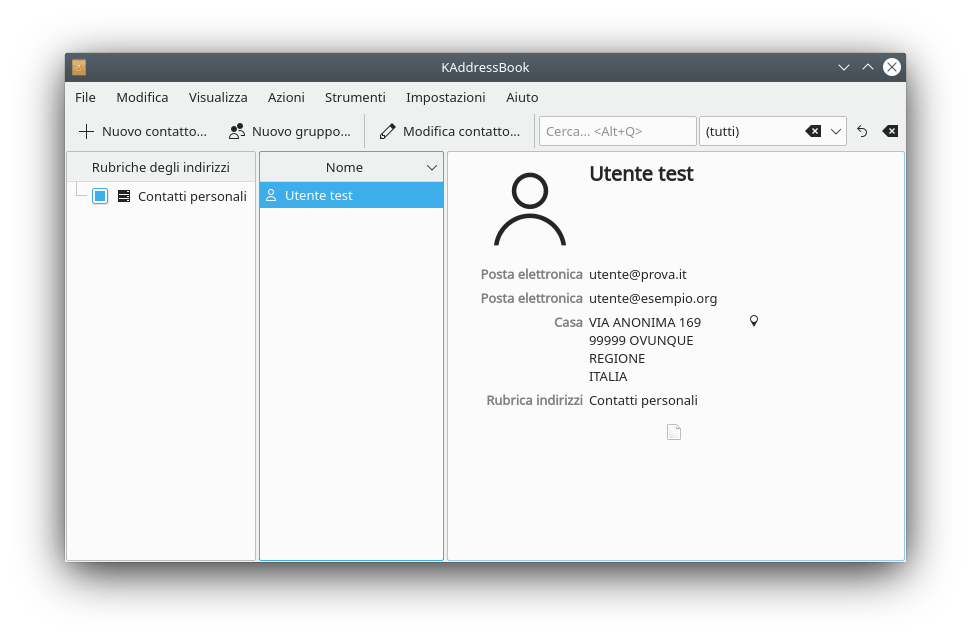 KAddressBook
File Modifica Visualizza Azioni Strumenti Impostazioni Aiuto
Nuovo contatto... Nuovo gruppo... Modifica contatto... Cerca... <Alt+Q> (tutti)
Rubriche degli indirizzi
Contatti personali
Nome
Utente test
Utente test
Posta elettronica utente@prova.it
Posta elettronica utente@esempio.org
Casa VIA ANONIMA 169
99999 OVUNQUE
REGIONE
ITALIA
Rubrica indirizzi Contatti personali